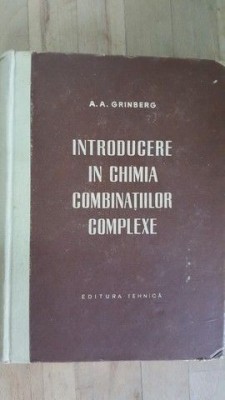 A. A. GRINBERG
INTRODUCERE
IN CHIMIA
COMBINAȚIILOR
COMPLEXE
EDITURA TEHNICĂ